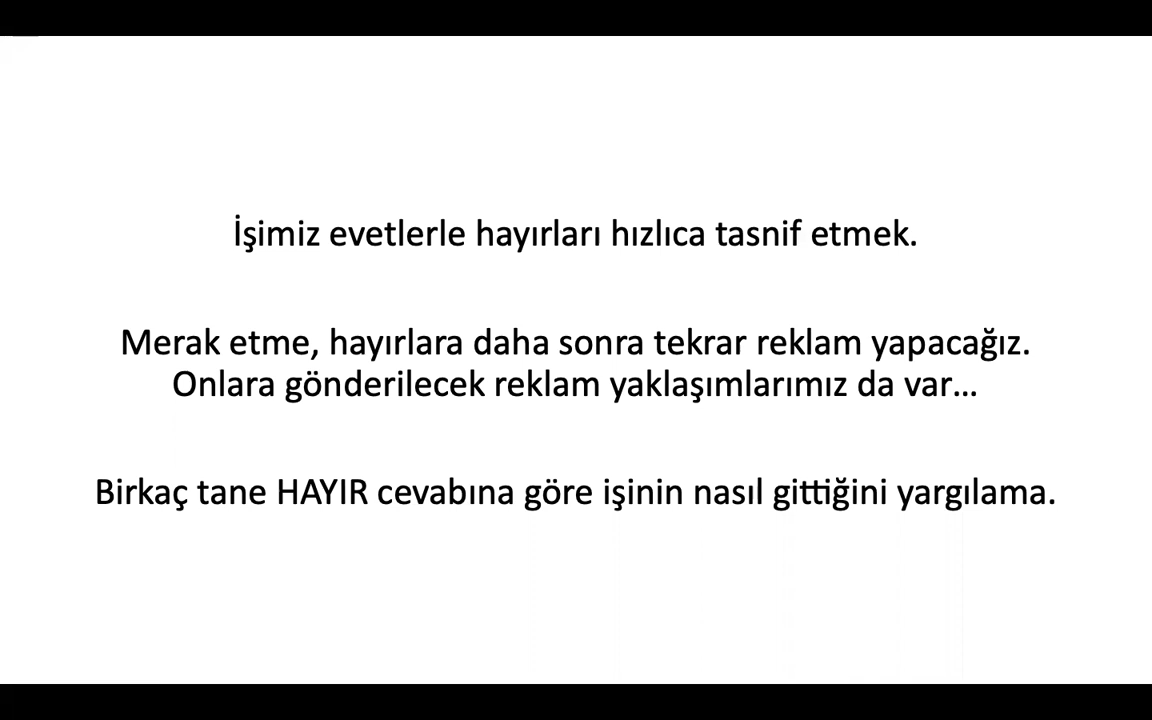 İşimiz evetlerle hayırları hızlıca tasnif etmek.
Merak etme, hayırlara daha sonra tekrar reklam yapacağız.
Onlara gönderilecek reklam yaklaşımlarımız da var...
Birkaç tane HAYIR cevabına göre işinin nasıl gittiğini yargılama.